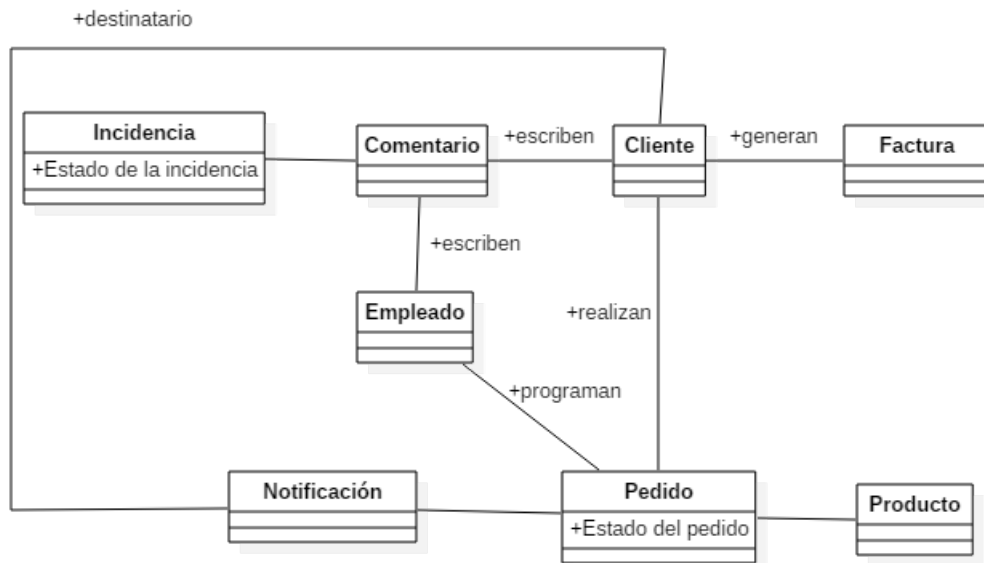 +destinatario
Incidencia
+Estado de la incidencia
Comentario
+escriben
Cliente
+generan
Factura
+escriben
Empleado
+realizan
+programan
Notificación
Pedido
+Estado del pedido
Producto